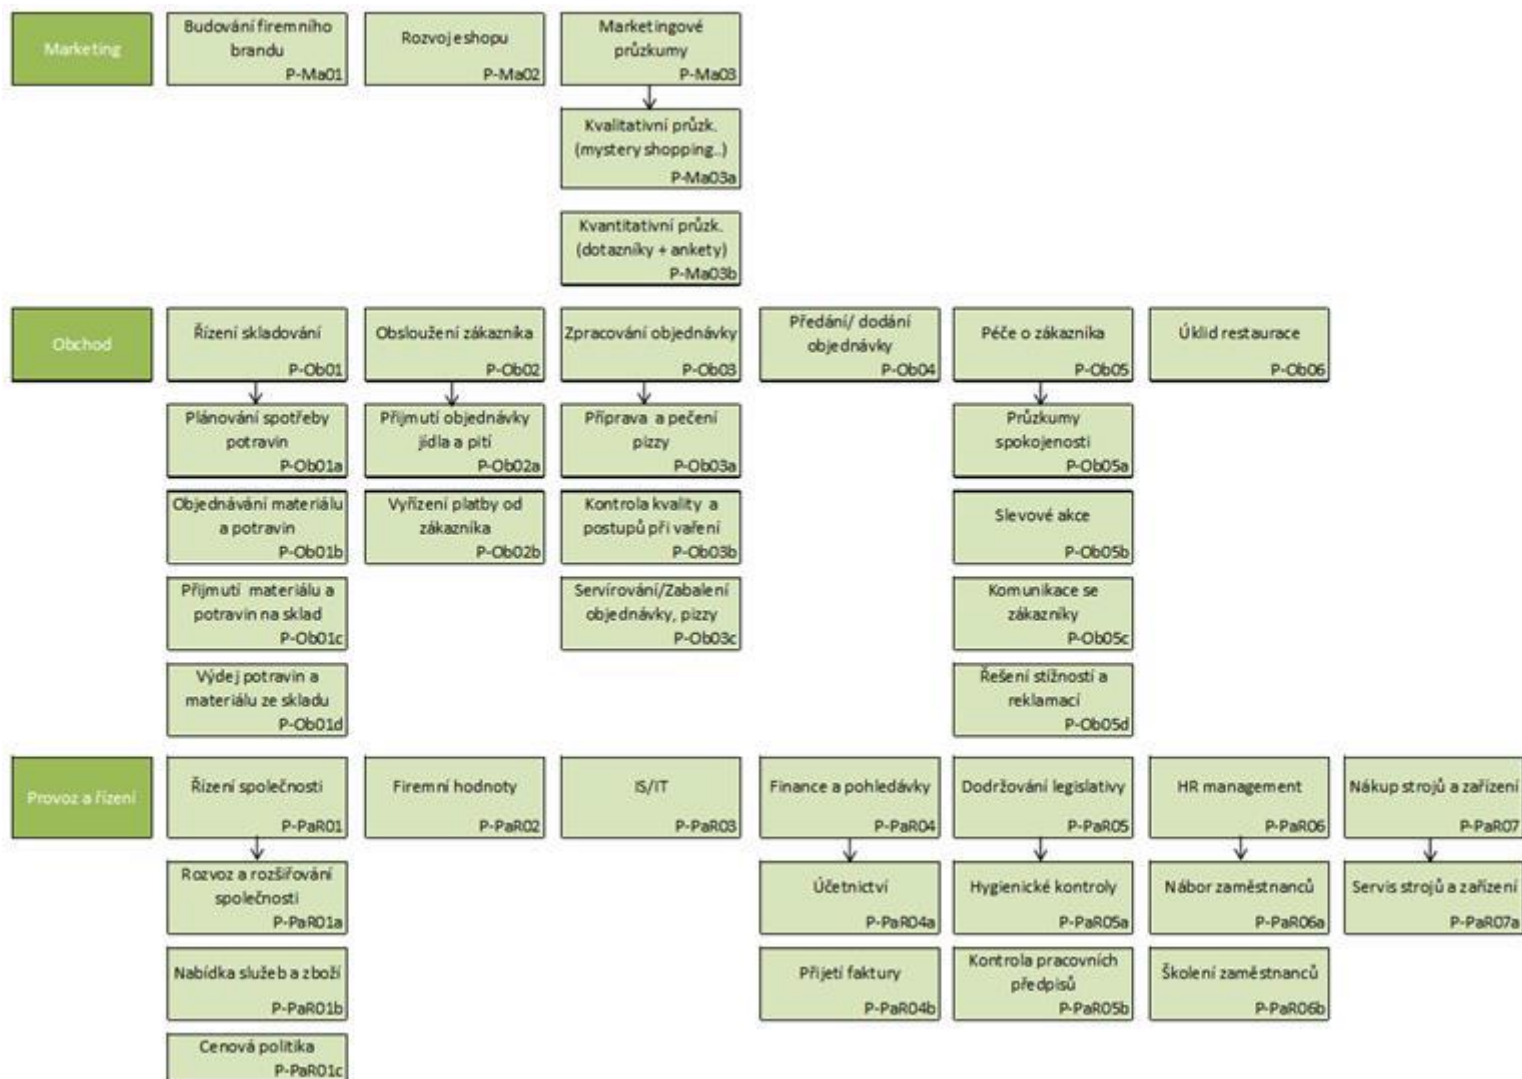 Marketing
Budování firemního
brandu
P-Ma01
Rozvoj eshopu
P-Ma02
Marketingové
průzkumy
P-Ma03
Kvalitativní průzk.
(mystery shopping..)
P-Ma03a
Kvantitativní průzk.
(dotazníky + ankety)
P-Ma03b
Obchod
Řízení skladování
P-Ob01
Obsloužení zákazníka
P-Ob02
Zpracování objednávky
P-Ob03
Předání/ dodání
objednávky
P-Ob04
Péče o zákazníka
P-Ob05
Úklid restaurace
P-Ob06
Plánování spotřeby
potravin
P-Ob01a
Přijmutí objednávky
jídla a pití
P-Ob02a
Příprava a pečení
pizzy
P-Ob03a
Průzkumy
spokojenosti
P-Ob05a
Objednávání materiálu
a potravin
P-Ob01b
Vyřízení platby od
zákazníka
P-Ob02b
Kontrola kvality a
postupů při vaření
P-Ob03b
Slevové akce
P-Ob05b
Přijmutí materiálu a
potravin na sklad
P-Ob01c
Servírování/Zabalení
objednávky, pizzy
P-Ob03c
Komunikace se
zákazníky
P-Ob05c
Výdej potravin a
materiálu ze skladu
P-Ob01d
Řešení stížností a
reklamací
P-Ob05d
Provoz a řízení
Řízení společnosti
P-PaR01
Firemní hodnoty
P-PaR02
IS/IT
P-PaR03
Finance a pohledávky
P-PaR04
Dodržování legislativy
P-PaR05
HR management
P-PaR06
Nákup strojů a zařízení
P-PaR07
Rozvoz a rozšiřování
společnosti
P-PaR01a
Účetnictví
P-PaR04a
Hygienické kontroly
P-PaR05a
Nábor zaměstnanců
P-PaR06a
Servis strojů a zařízení
P-PaR07a
Nabídka služeb a zboží
P-PaR01b
Přijetí faktury
P-PaR04b
Kontrola pracovních
předpisů
P-PaR05b
Školení zaměstnanců
P-PaR06b
Cenová politika
P-PaR01c